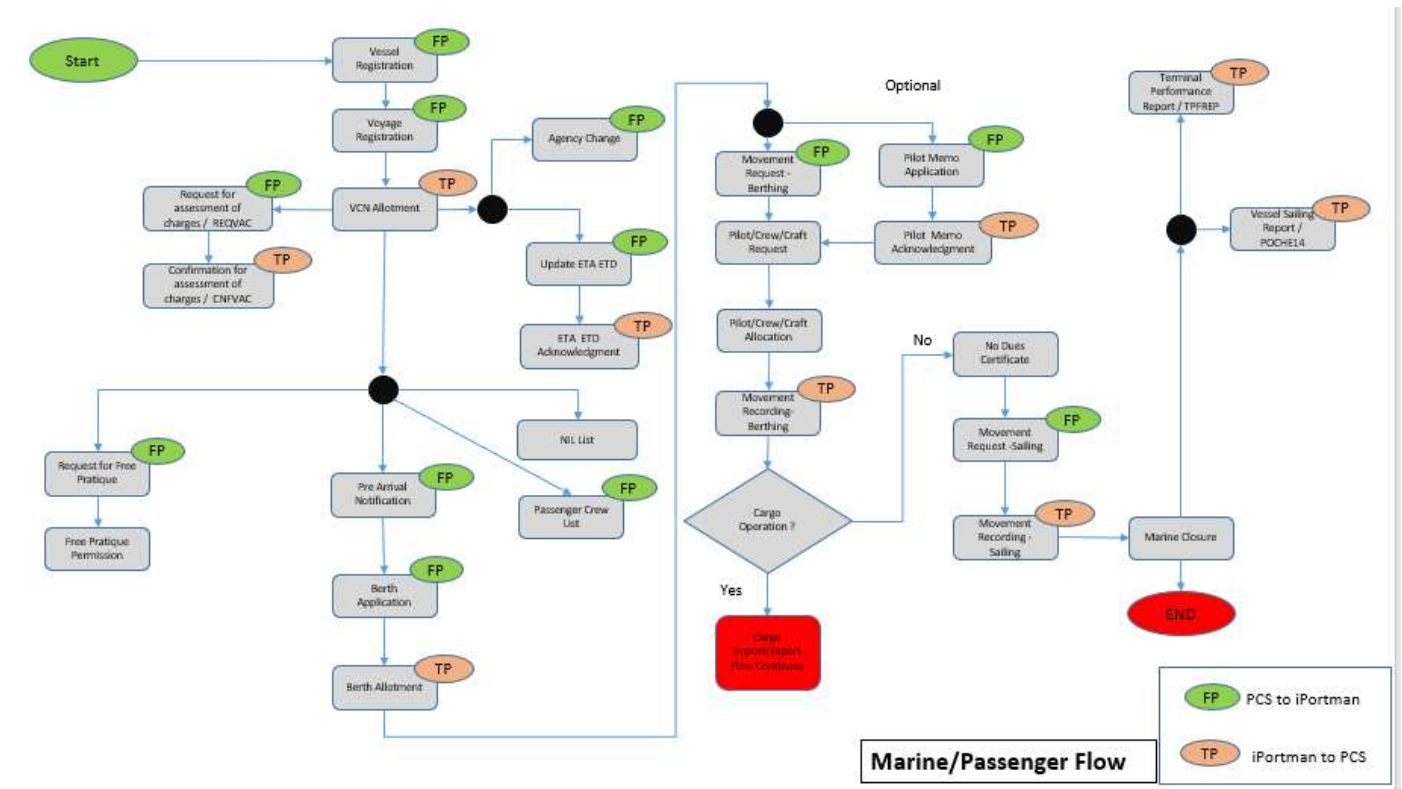 Start
FP
Vessel
Registration
FP
Voyage
Registration
TP
VCN Allotment
FP
Request for
assessment of
charges / REQVAC
TP
Confirmation for
assessment of
charges / CNFVAC
FP
Agency Change
FP
Update ETA ETD
TP
ETA ETD
Acknowledgment
NIL List
FP
Request for Free
Pratique
Free Pratique
Permission
FP
Pre Arrival
Notification
FP
Passenger Crew
List
FP
Berth
Application
TP
Berth Allotment
Optional
FP
Movement
Request -
Berthing
FP
Pilot Memo
Application
Pilot/Crew/Craft
Request
TP
Pilot Memo
Acknowledgment
Pilot/Crew/Craft
Allocation
TP
Movement
Recording-
Berthing
Cargo
Operation ?
No
Yes
Cargo
Import/Export
Flow Continues
No Dues
Certificate
FP
Movement
Request -Sailing
TP
Movement
Recording -
Sailing
Marine Closure
TP
Terminal
Performance
Report / TPFREP
TP
Vessel Sailing
Report /
POCHE14
END
FP PCS to iPortman
TP iPortman to PCS
Marine/Passenger Flow